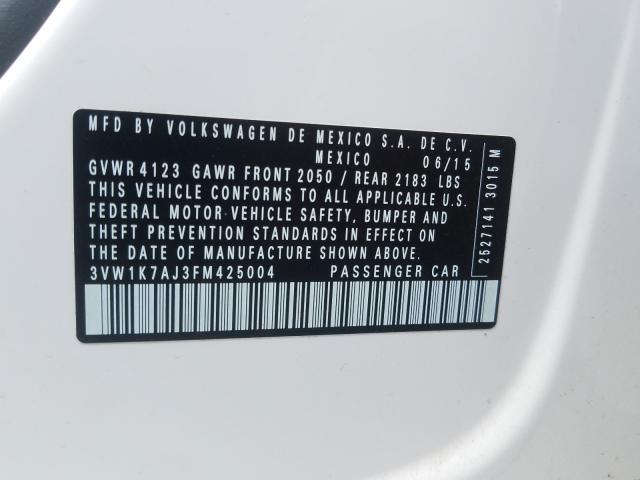 MFD BY VOLKSWAGEN DE MEXICO S.A. DE C.V.
MEXICO 06/15
GVWR 4123 GAWR FRONT 2050 / REAR 2183 LBS
THIS VEHICLE CONFORMS TO ALL APPLICABLE U.S.
FEDERAL MOTOR VEHICLE SAFETY, BUMPER AND
THEFT PREVENTION STANDARDS IN EFFECT ON
THE DATE OF MANUFACTURE SHOWN ABOVE.
3VW1K7AJ3FM425004 PASSENGER CAR
2527141 3015 M